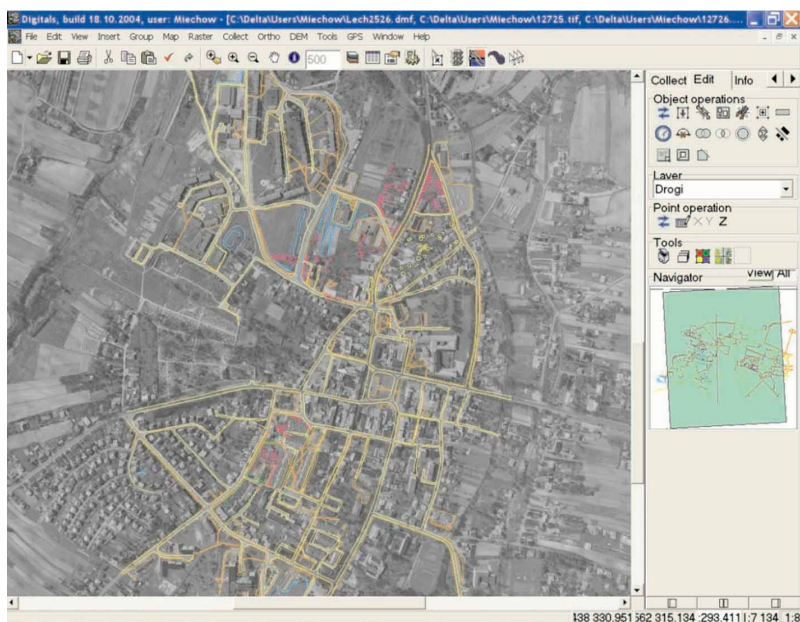 Digitals, build 18.10.2004, user: Miechow - [C:\Delta\Users\Miechow\Lech2526.dmf, C:\Delta\Users\Miechow\12725.tif, C:\Delta\Users\Miechow\12726....
File Edit View Insert Group Map Raster Collect Ortho DEM Tools GPS Window Help
500
Collect Edit Info
Object operations
Layer
Drogi
Point operation
X Y Z
Tools
Navigator View All
438 330.951 562 315.134 :293.411 1:7 134 1:8